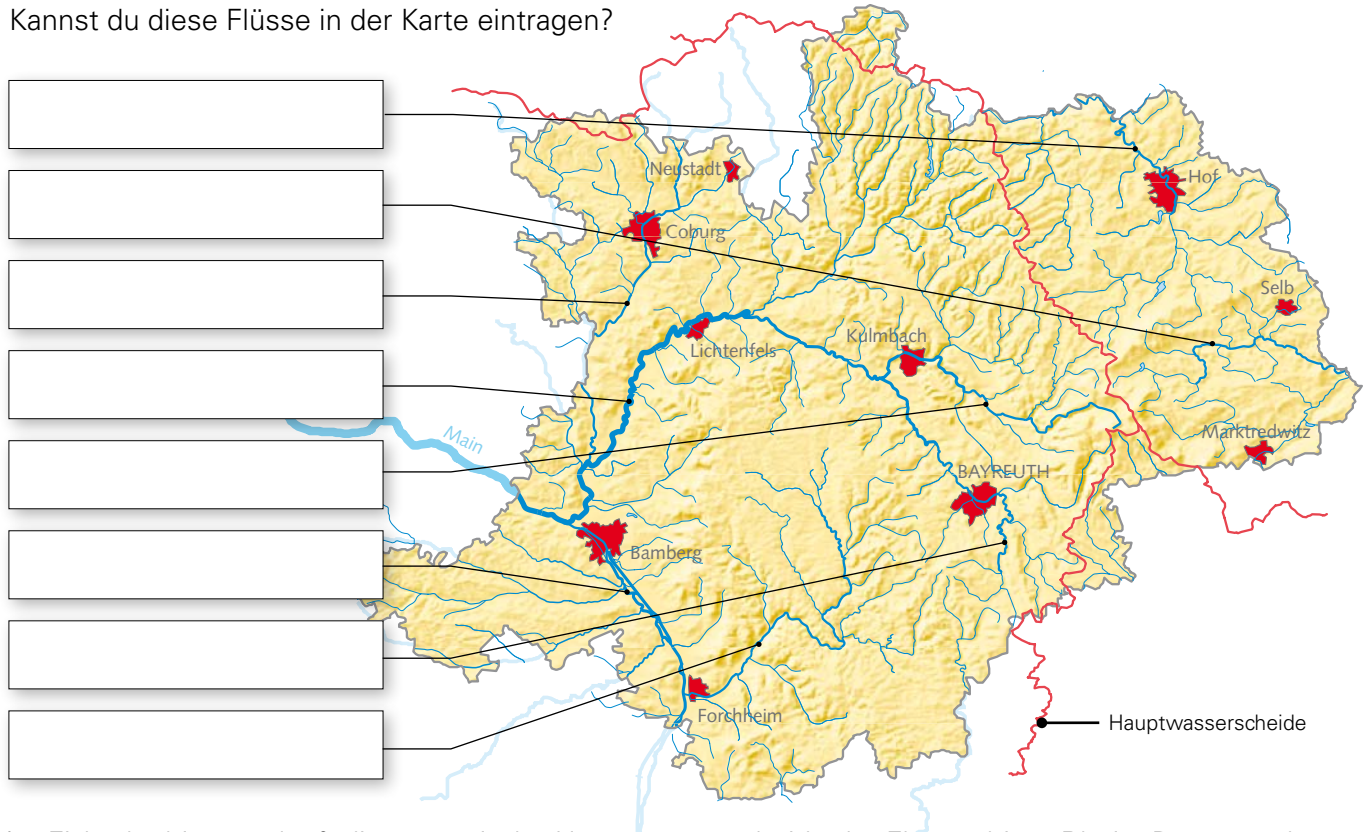 Kannst du diese Flüsse in der Karte eintragen?
Neustadt
Hof
Coburg
Selb
Lichtenfels
Kulmbach
Main
Marktredwitz
BAYREUTH
Bamberg
Forchheim
Hauptwasserscheide